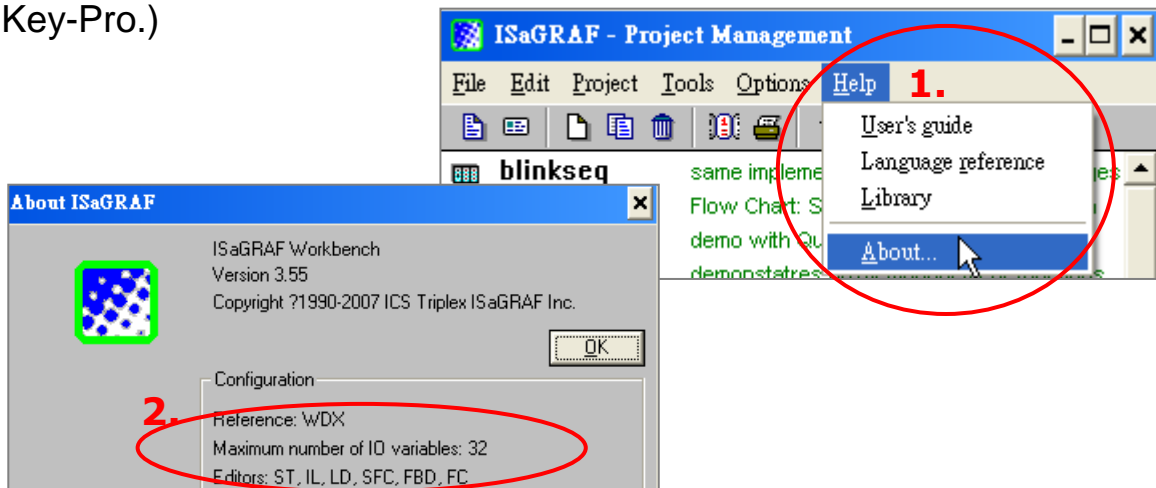 Key-Pro.)
ISaGRAF - Project Management
File Edit Project Tools Options Help
1.
User's guide
Language reference
Library
About...
blinkseq
same impleme
Flow Chart: S
demo with Qu
demonstatres
About ISaGRAF
ISaGRAF Workbench
Version 3.55
Copyright ?1990-2007 ICS Triplex ISaGRAF Inc.
OK
Configuration
2.
Reference: WDX
Maximum number of IO variables: 32
Editors: ST, IL, LD, SFC, FBD, FC